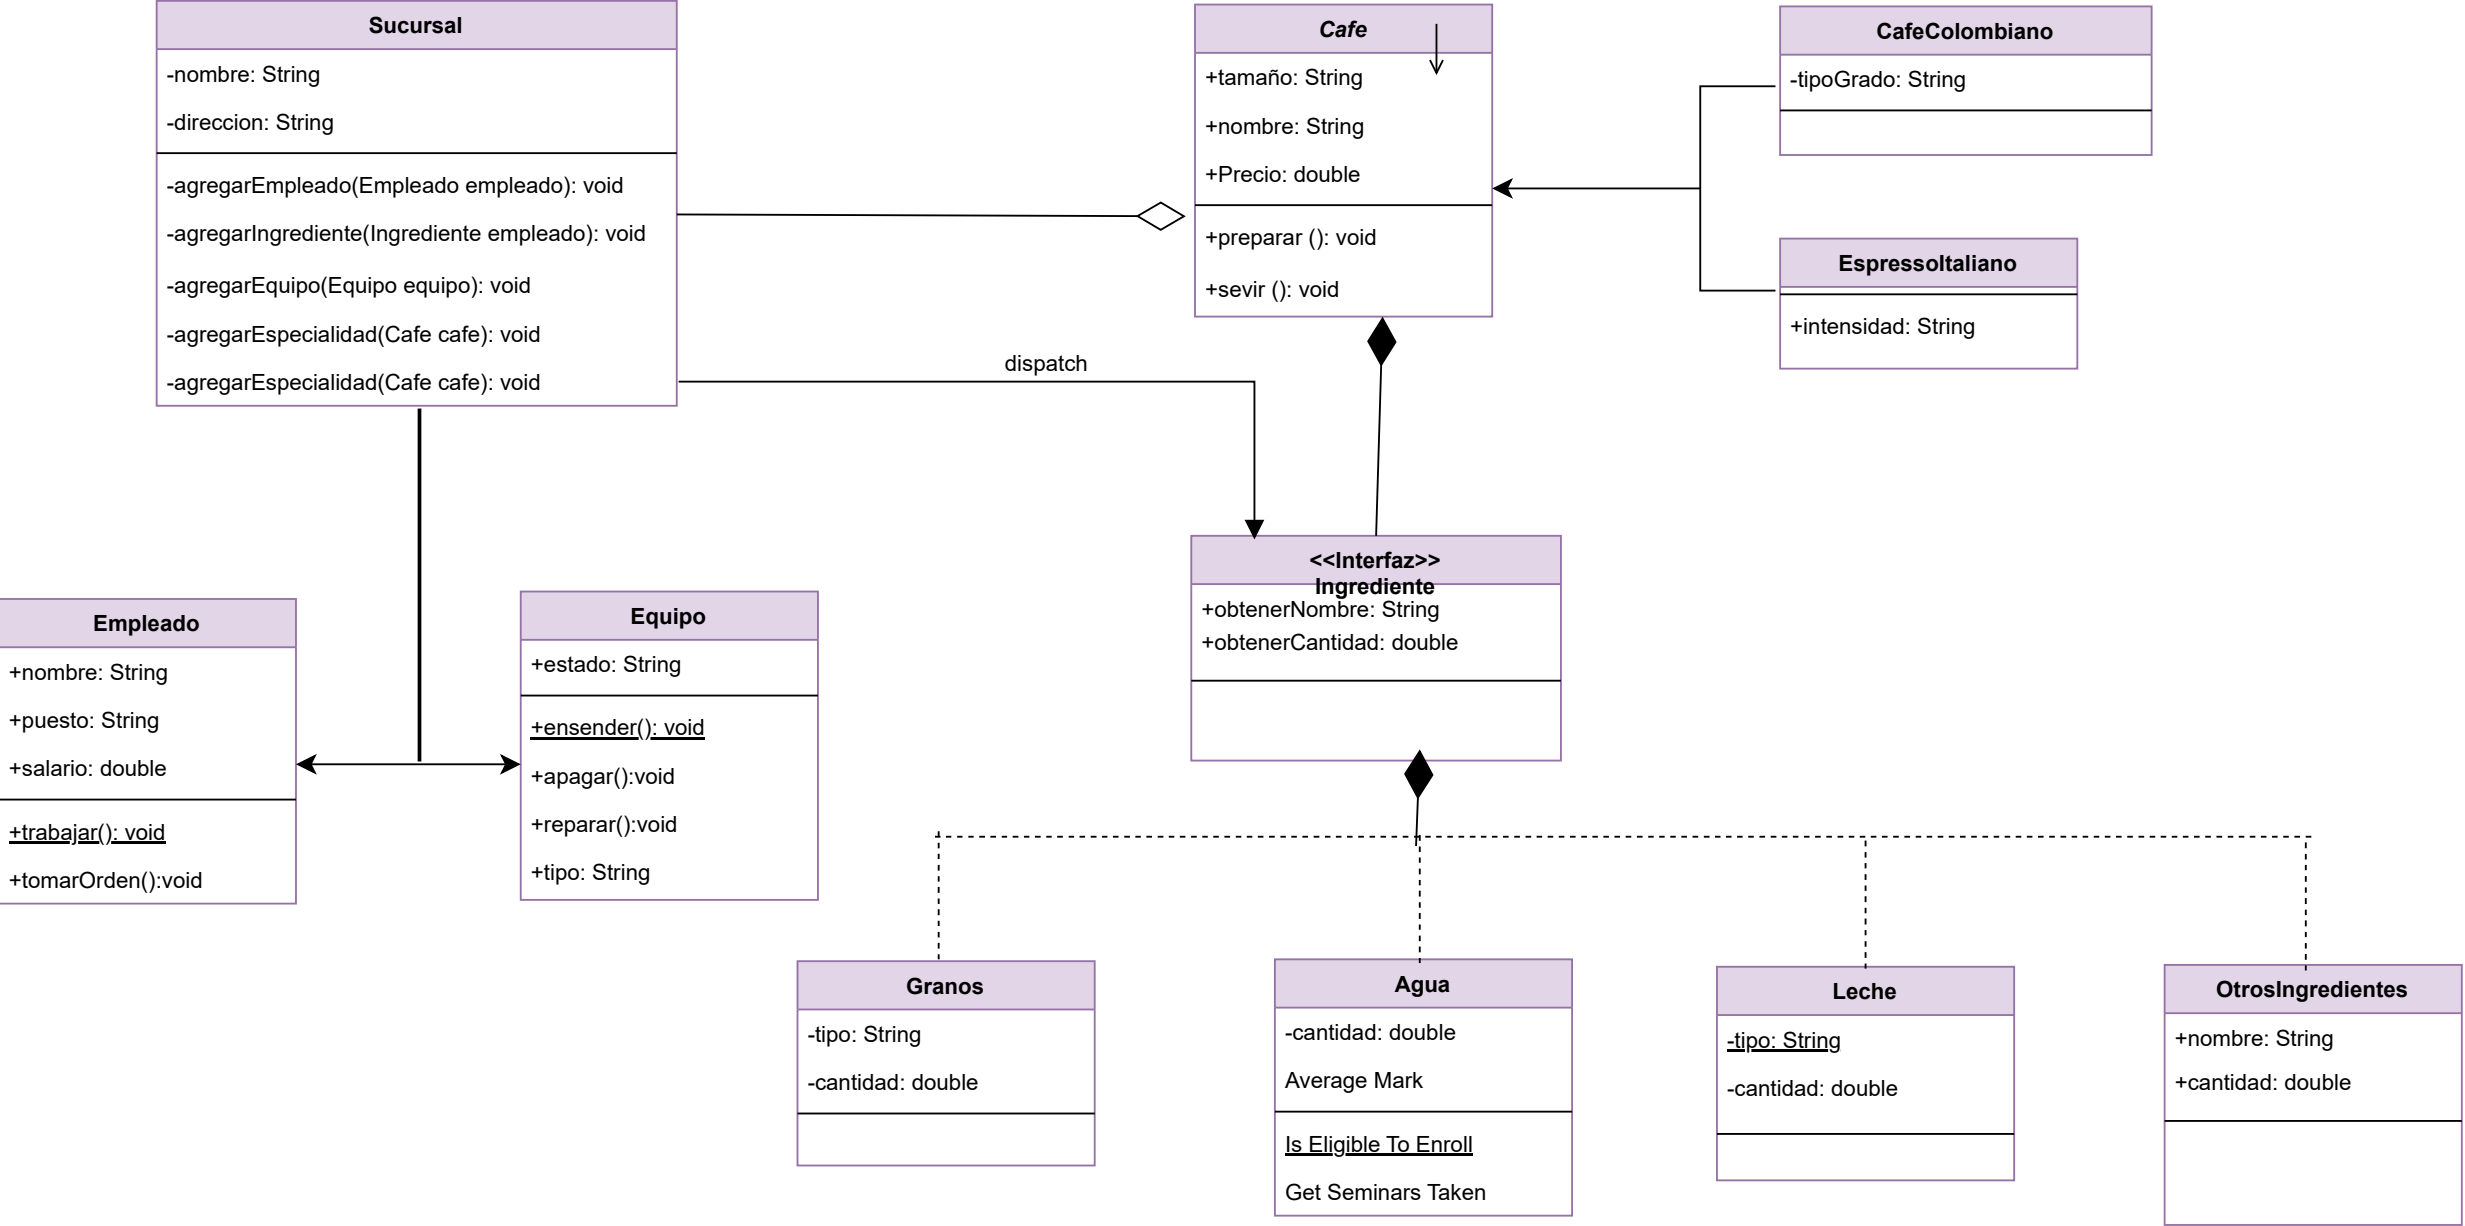 Sucursal
-nombre: String
-direccion: String
-agregarEmpleado(Empleado empleado): void
-agregarIngrediente(Ingrediente empleado): void
-agregarEquipo(Equipo equipo): void
-agregarEspecialidad(Cafe cafe): void
-agregarEspecialidad(Cafe cafe): void
Cafe
+tamaño: String
+nombre: String
+Precio: double
+preparar (): void
+sevir (): void
CafeColombiano
-tipoGrado: String
EspressoItaliano
+intensidad: String
dispatch
<<Interfaz>>
Ingrediente
+obtenerNombre: String
+obtenerCantidad: double
Empleado
+nombre: String
+puesto: String
+salario: double
+trabajar(): void
+tomarOrden():void
Equipo
+estado: String
+ensender(): void
+apagar():void
+reparar():void
+tipo: String
Granos
-tipo: String
-cantidad: double
Agua
-cantidad: double
Average Mark
Is Eligible To Enroll
Get Seminars Taken
Leche
-tipo: String
-cantidad: double
OtrosIngredientes
+nombre: String
+cantidad: double